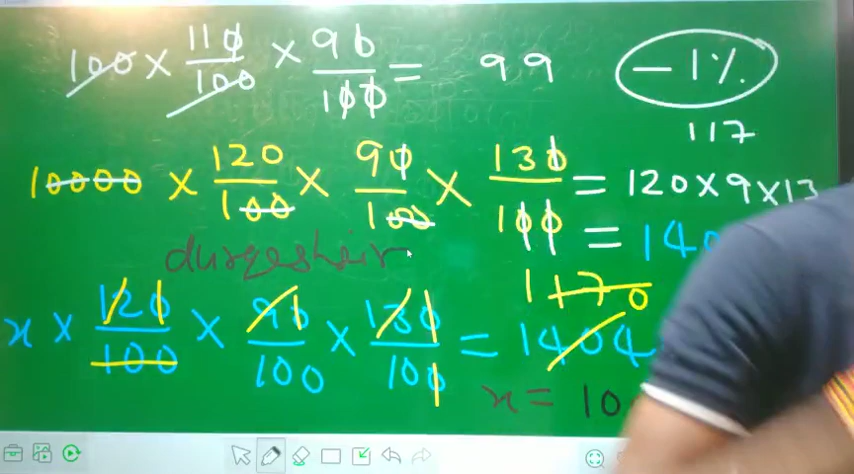 100 × 110/100 × 90/100 = 99 -1%
117
10000 × 120/100 × 90/100 × 130/100 = 120×9×13
= 140
durgeshsir
1170
x × 120/100 × 90/100 × 130/100 = 1404
x = 10